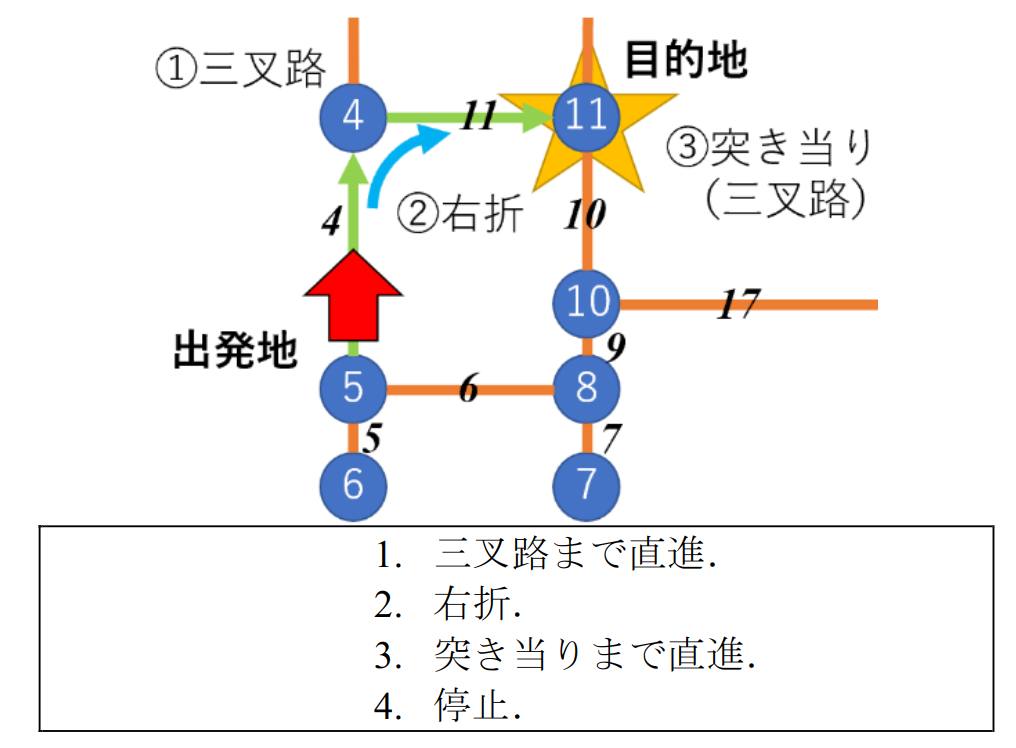 ①三叉路
目的地
4
11
11
③突き当り
(三叉路)
②右折
4
10
10
17
出発地
9
5
6
8
5
7
6
7
1. 三叉路まで直進.
2. 右折.
3. 突き当りまで直進.
4. 停止.